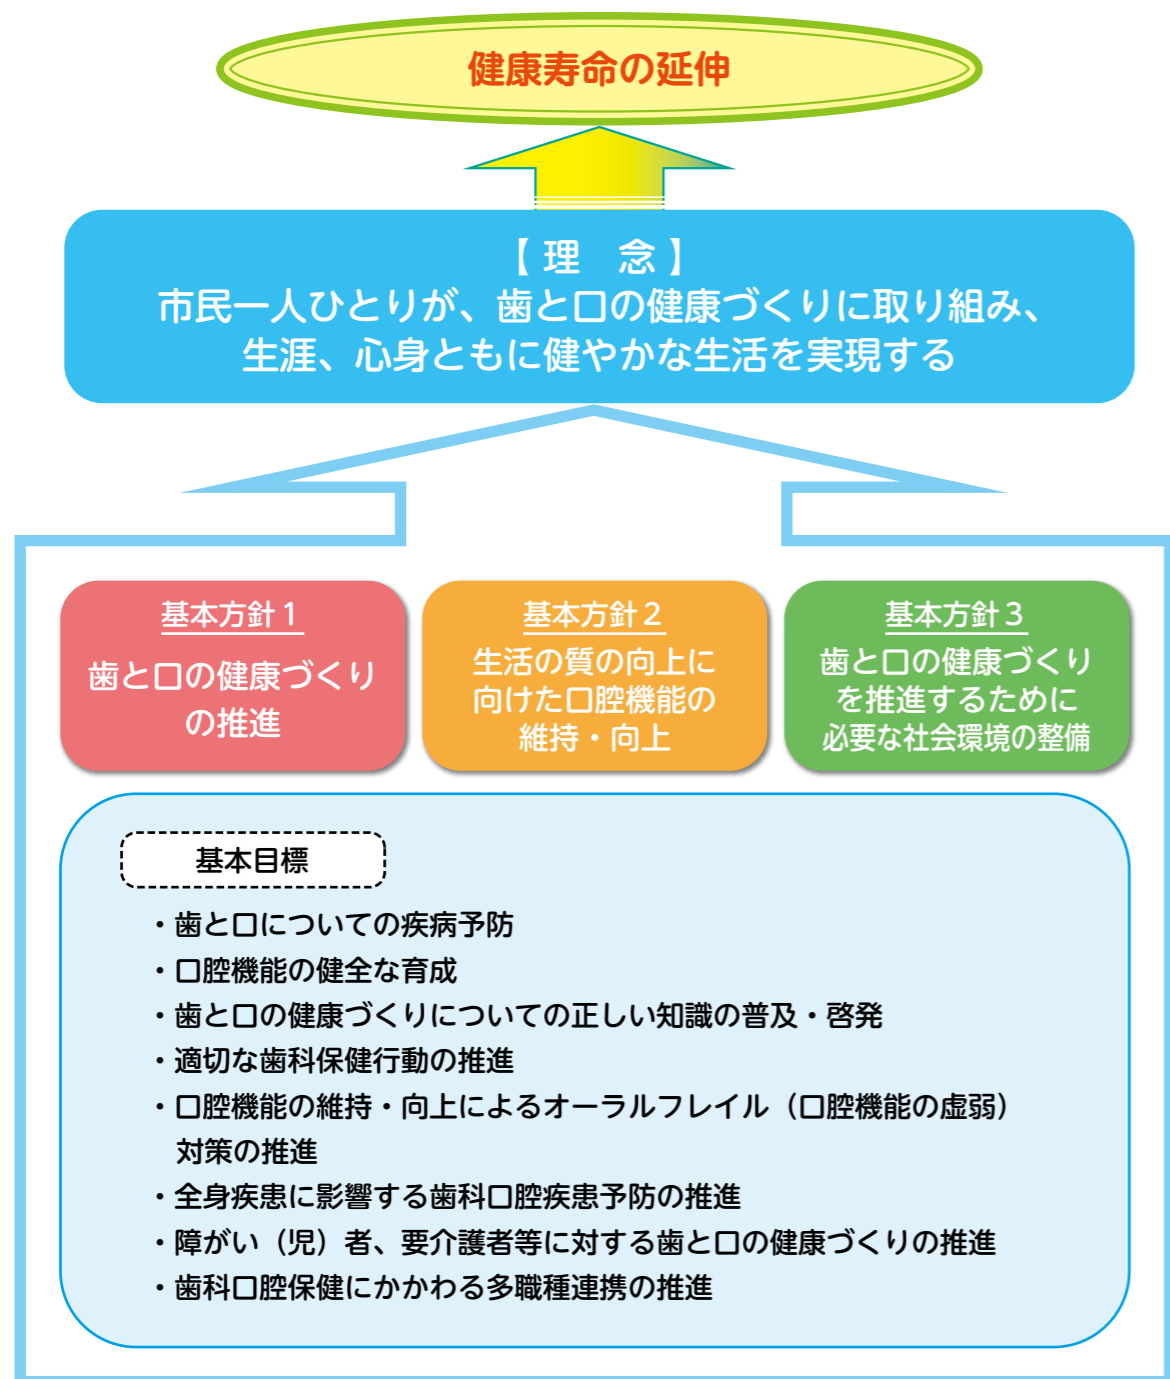 健康寿命の延伸
【 理　念 】
市民一人ひとりが、歯と口の健康づくりに取り組み、
生涯、心身ともに健やかな生活を実現する
基本方針１
歯と口の健康づくり
の推進
基本方針２
生活の質の向上に
向けた口腔機能の
維持・向上
基本方針３
歯と口の健康づくり
を推進するために
必要な社会環境の整備
基本目標
・歯と口についての疾病予防
・口腔機能の健全な育成
・歯と口の健康づくりについての正しい知識の普及・啓発
・適切な歯科保健行動の推進
・口腔機能の維持・向上によるオーラルフレイル（口腔機能の虚弱）
対策の推進
・全身疾患に影響する歯科口腔疾患予防の推進
・障がい（児）者、要介護者等に対する歯と口の健康づくりの推進
・歯科口腔保健にかかわる多職種連携の推進